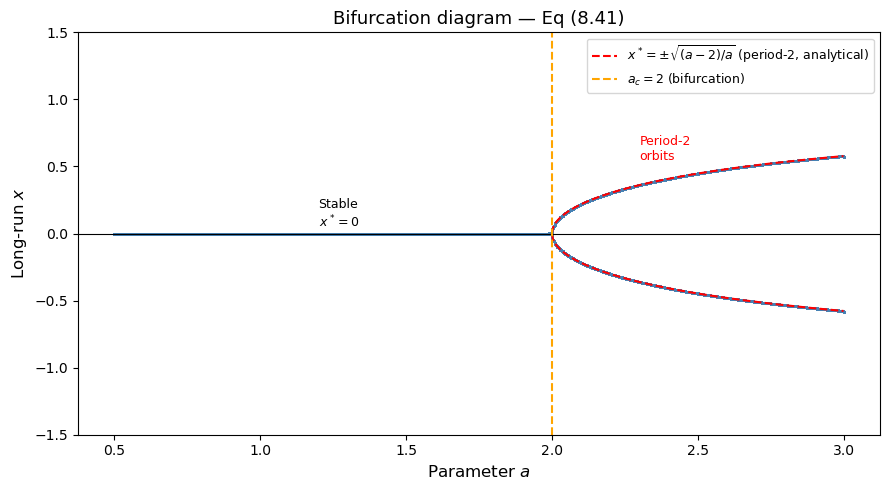 Bifurcation diagram — Eq (8.41)
1.5
1.0
0.5
0.0
−0.5
−1.0
−1.5
Long-run x
x* = ±√(a − 2)/a (period-2, analytical)
a_c = 2 (bifurcation)
Period-2
orbits
Stable
x* = 0
0.5 1.0 1.5 2.0 2.5 3.0
Parameter a